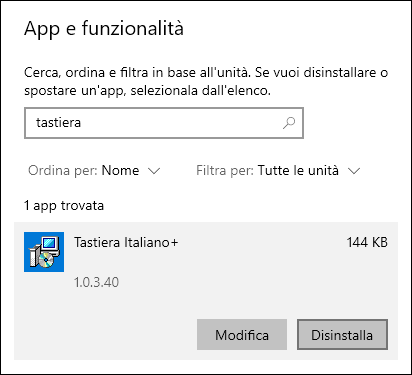 App e funzionalità
Cerca, ordina e filtra in base all'unità. Se vuoi disinstallare o
spostare un'app, selezionala dall'elenco.
tastiera
Ordina per: Nome Filtra per: Tutte le unità
1 app trovata
Tastiera Italiano+ 144 KB
1.0.3.40
Modifica Disinstalla